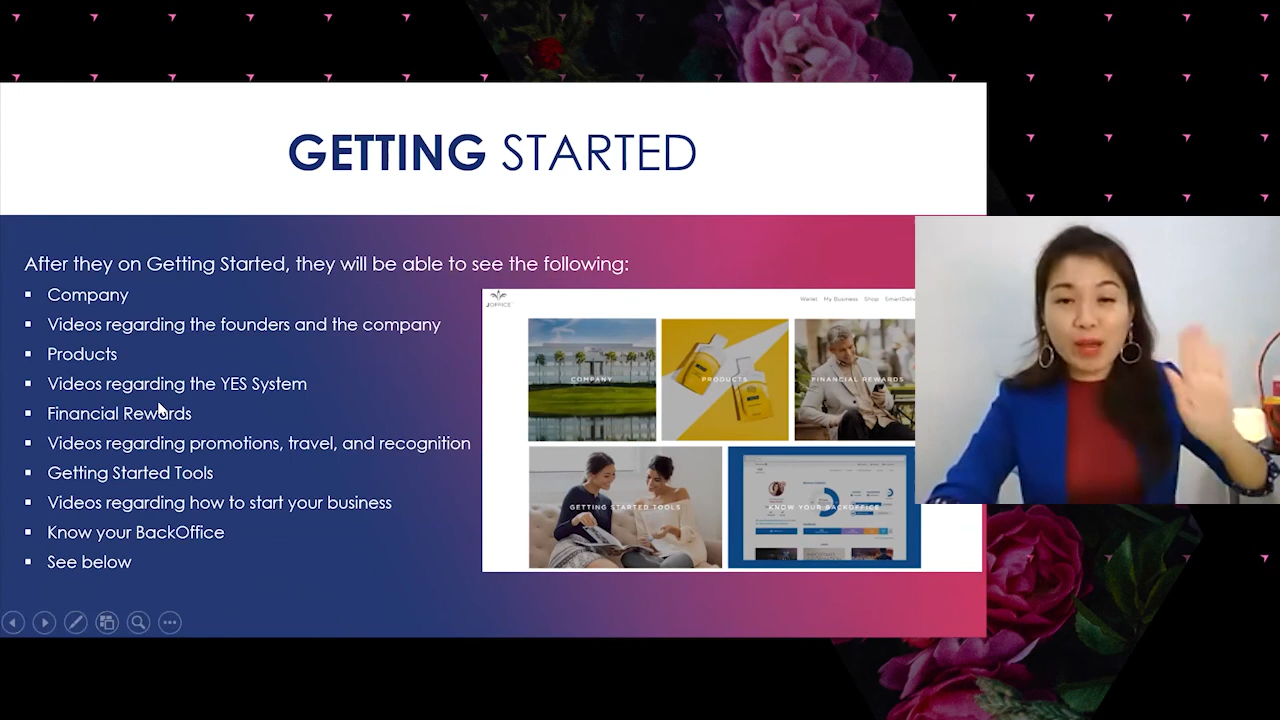 GETTING STARTED
After they on Getting Started, they will be able to see the following:
Company
Videos regarding the founders and the company
Products
Videos regarding the YES System
Financial Rewards
Videos regarding promotions, travel, and recognition
Getting Started Tools
Videos regarding how to start your business
Know your BackOffice
See below
JOFFICE
Wallet My Business Shop SmartDeliv
COMPANY
PRODUCTS
FINANCIAL REWARDS
GETTING STARTED TOOLS
KNOW YOUR BACKOFFICE